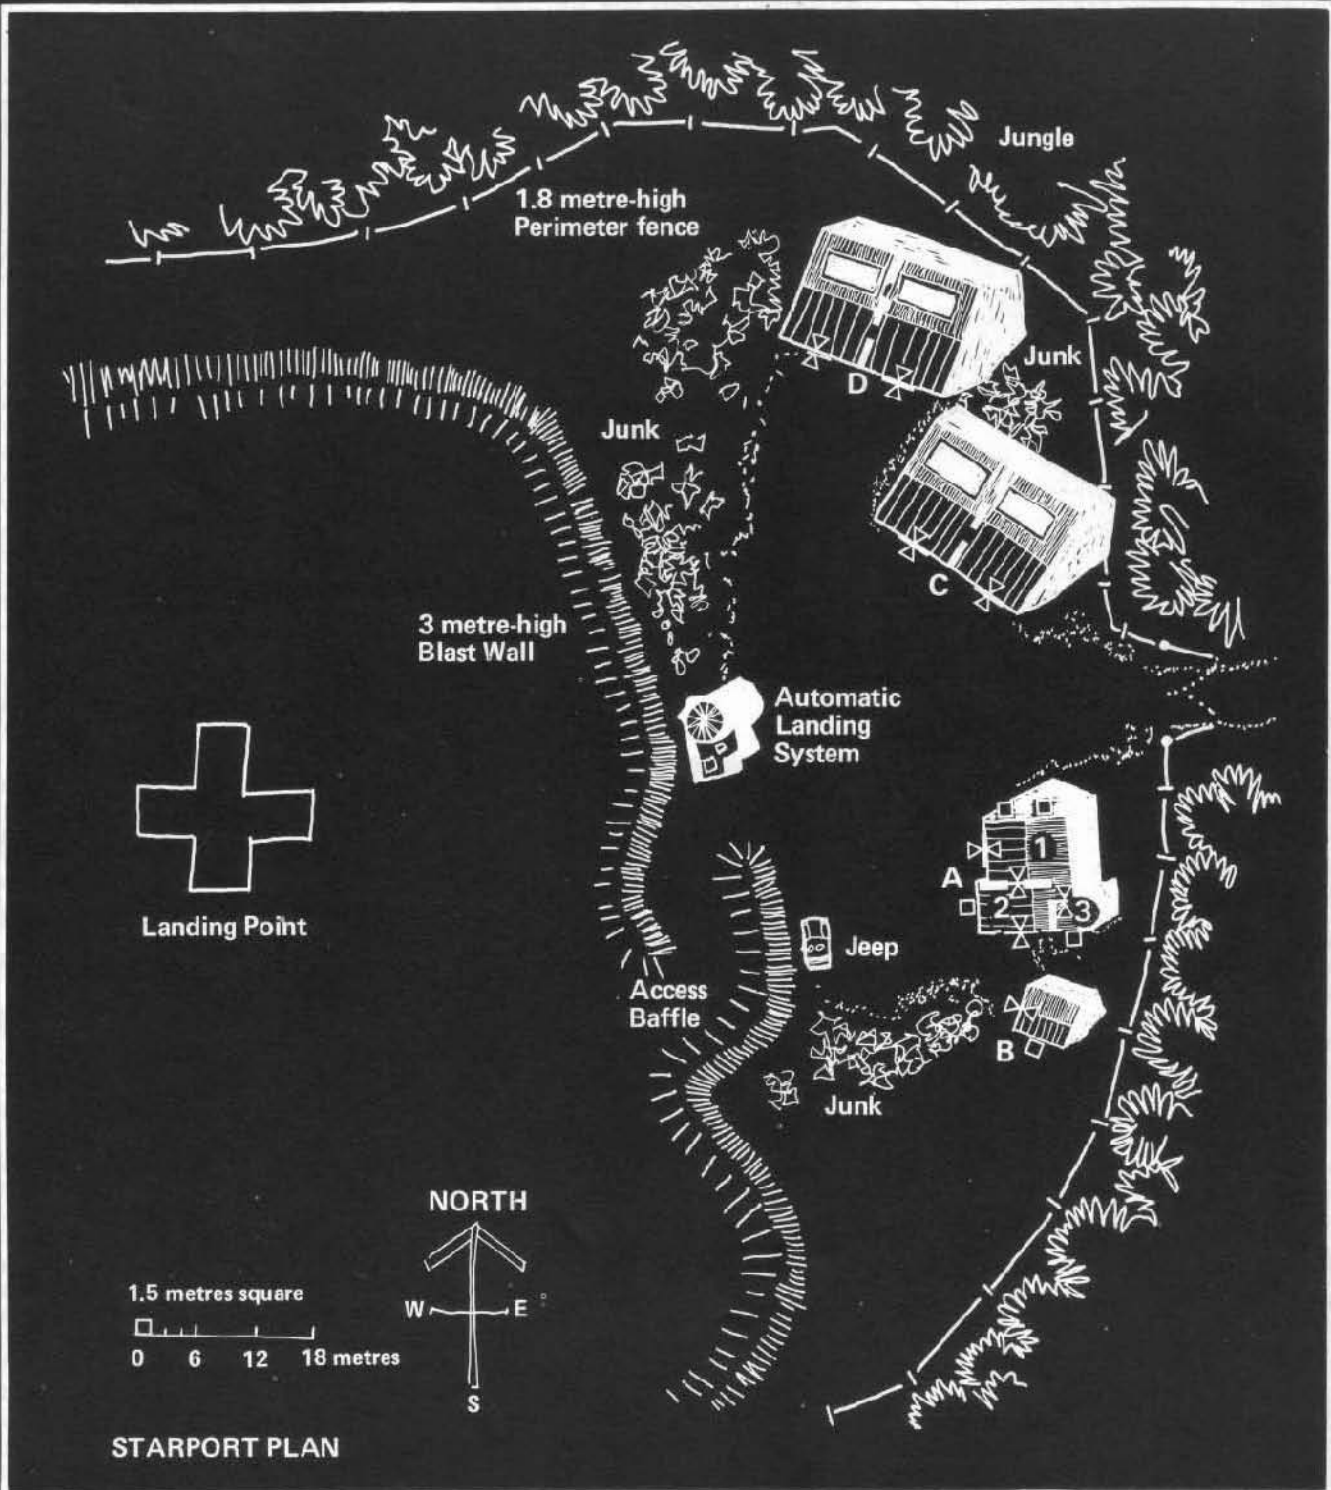 Jungle
1.8 metre-high
Perimeter fence
D
Junk
Junk
C
3 metre-high
Blast Wall
Automatic
Landing
System
1
A
2
3
Landing Point
Jeep
Access
Baffle
B
Junk
NORTH
W
E
S
1.5 metres square
0 6 12 18 metres
STARPORT PLAN